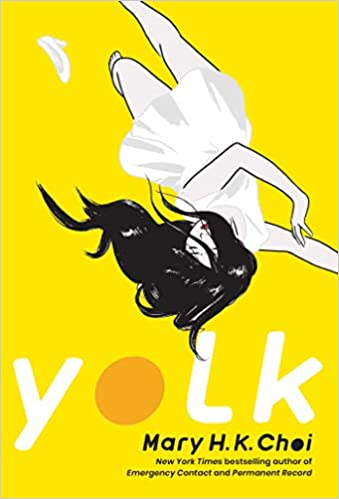 yolk
Mary H. K. Choi
New York Times bestselling author of
Emergency Contact and Permanent Record